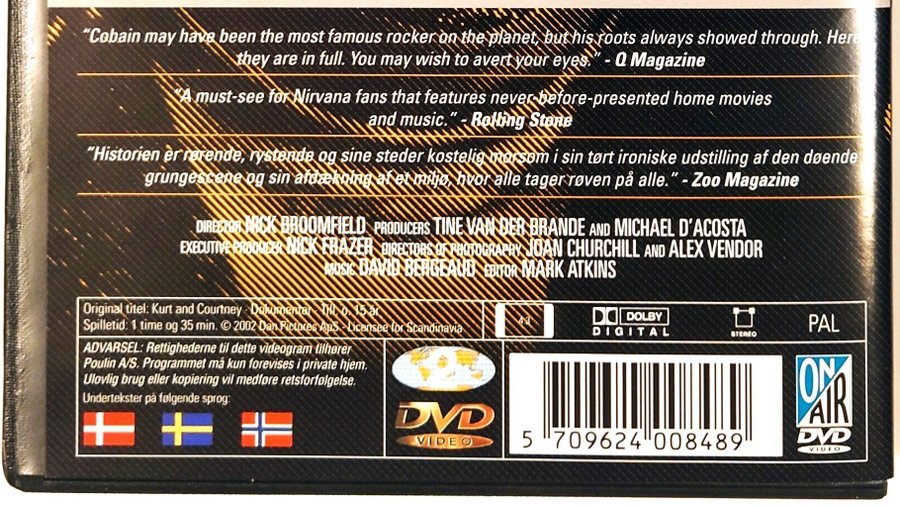 “Cobain may have been the most famous rocker on the planet, but his roots always showed through. Here
they are in full. You may wish to avert your eyes.” - Q Magazine
“A must-see for Nirvana fans that features never-before-presented home movies
and music.” - Rolling Stone
“Historien er rørende, rystende og sine steder kostelig morsom i sin tørt ironiske udstilling af den døende
grungescene og sin afdækning af et miljø, hvor alle tager røven på alle.” - Zoo Magazine
DIRECTOR NICK BROOMFIELD PRODUCERS TINE VAN DER BRANDE AND MICHAEL D'ACOSTA
EXECUTIVE PRODUCER NICK FRAZER DIRECTORS OF PHOTOGRAPHY JOAN CHURCHILL AND ALEX VENDOR
MUSIC DAVID BERGEAUD EDITOR MARK ATKINS
Original titel: Kurt and Courtney - Dokumentar - Till. o. 15 år
Spilletid: 1 time og 35 min. © 2002 Dan Pictures ApS - Licensee for Scandinavia
4:3
DOLBY
DIGITAL
STEREO
PAL
ADVARSEL: Rettighederne til dette videogram tilhører
Poulin A/S. Programmet må kun forevises i private hjem.
Ulovlig brug eller kopiering vil medføre retsforfølgelse.
Undertekster på følgende sprog:
2
DVD
VIDEO
5 709624 008489
ON
AIR
DVD
VIDEO